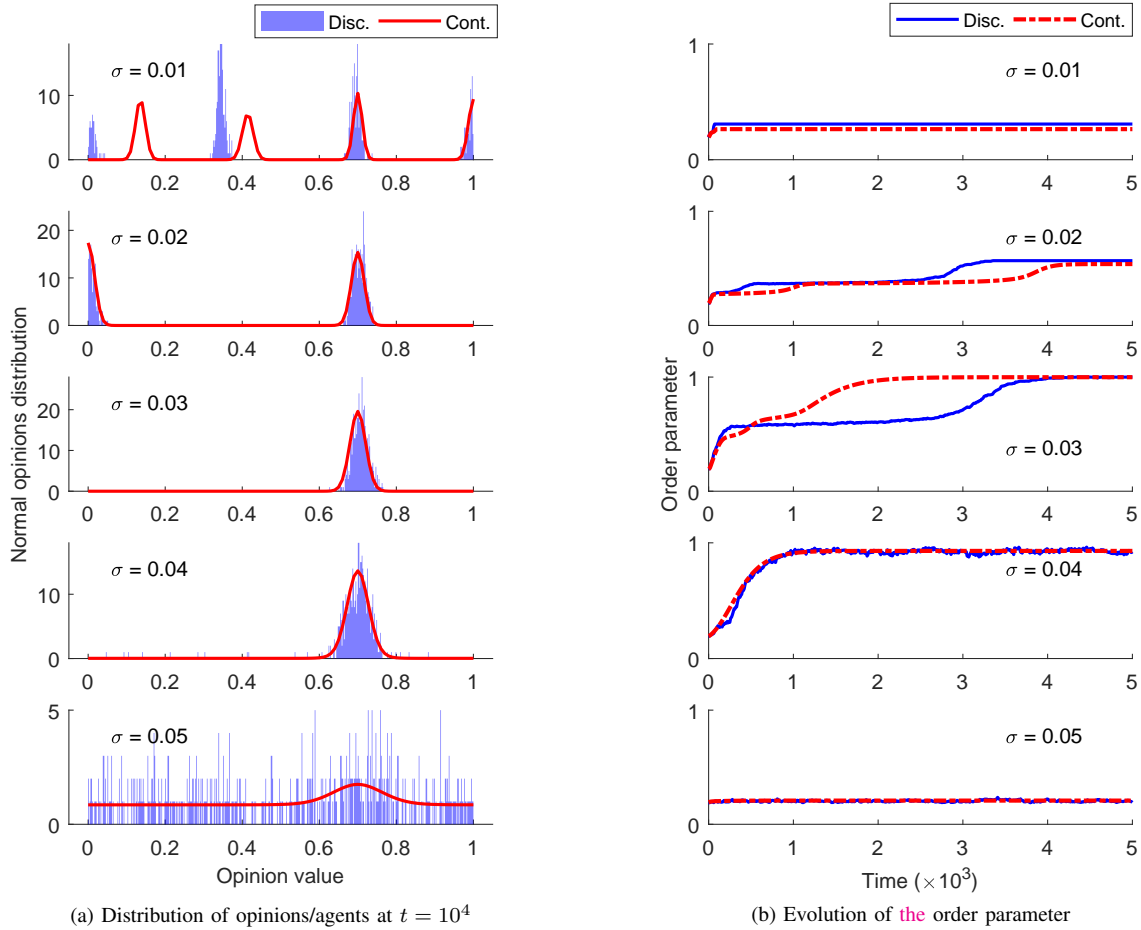 Disc. Cont.
σ = 0.01
10
0
0 0.2 0.4 0.6 0.8 1
σ = 0.02
20
10
0
0 0.2 0.4 0.6 0.8 1
σ = 0.03
20
10
0
0 0.2 0.4 0.6 0.8 1
σ = 0.04
10
0
0 0.2 0.4 0.6 0.8 1
σ = 0.05
5
0
0 0.2 0.4 0.6 0.8 1
Normal opinions distribution
Opinion value
(a) Distribution of opinions/agents at t = 10⁴
Disc. Cont.
1
σ = 0.01
0
0 1 2 3 4 5
1
σ = 0.02
0
0 1 2 3 4 5
1
σ = 0.03
0
0 1 2 3 4 5
1
σ = 0.04
0
0 1 2 3 4 5
1
σ = 0.05
0
0 1 2 3 4 5
Order parameter
Time (×10³)
(b) Evolution of the order parameter